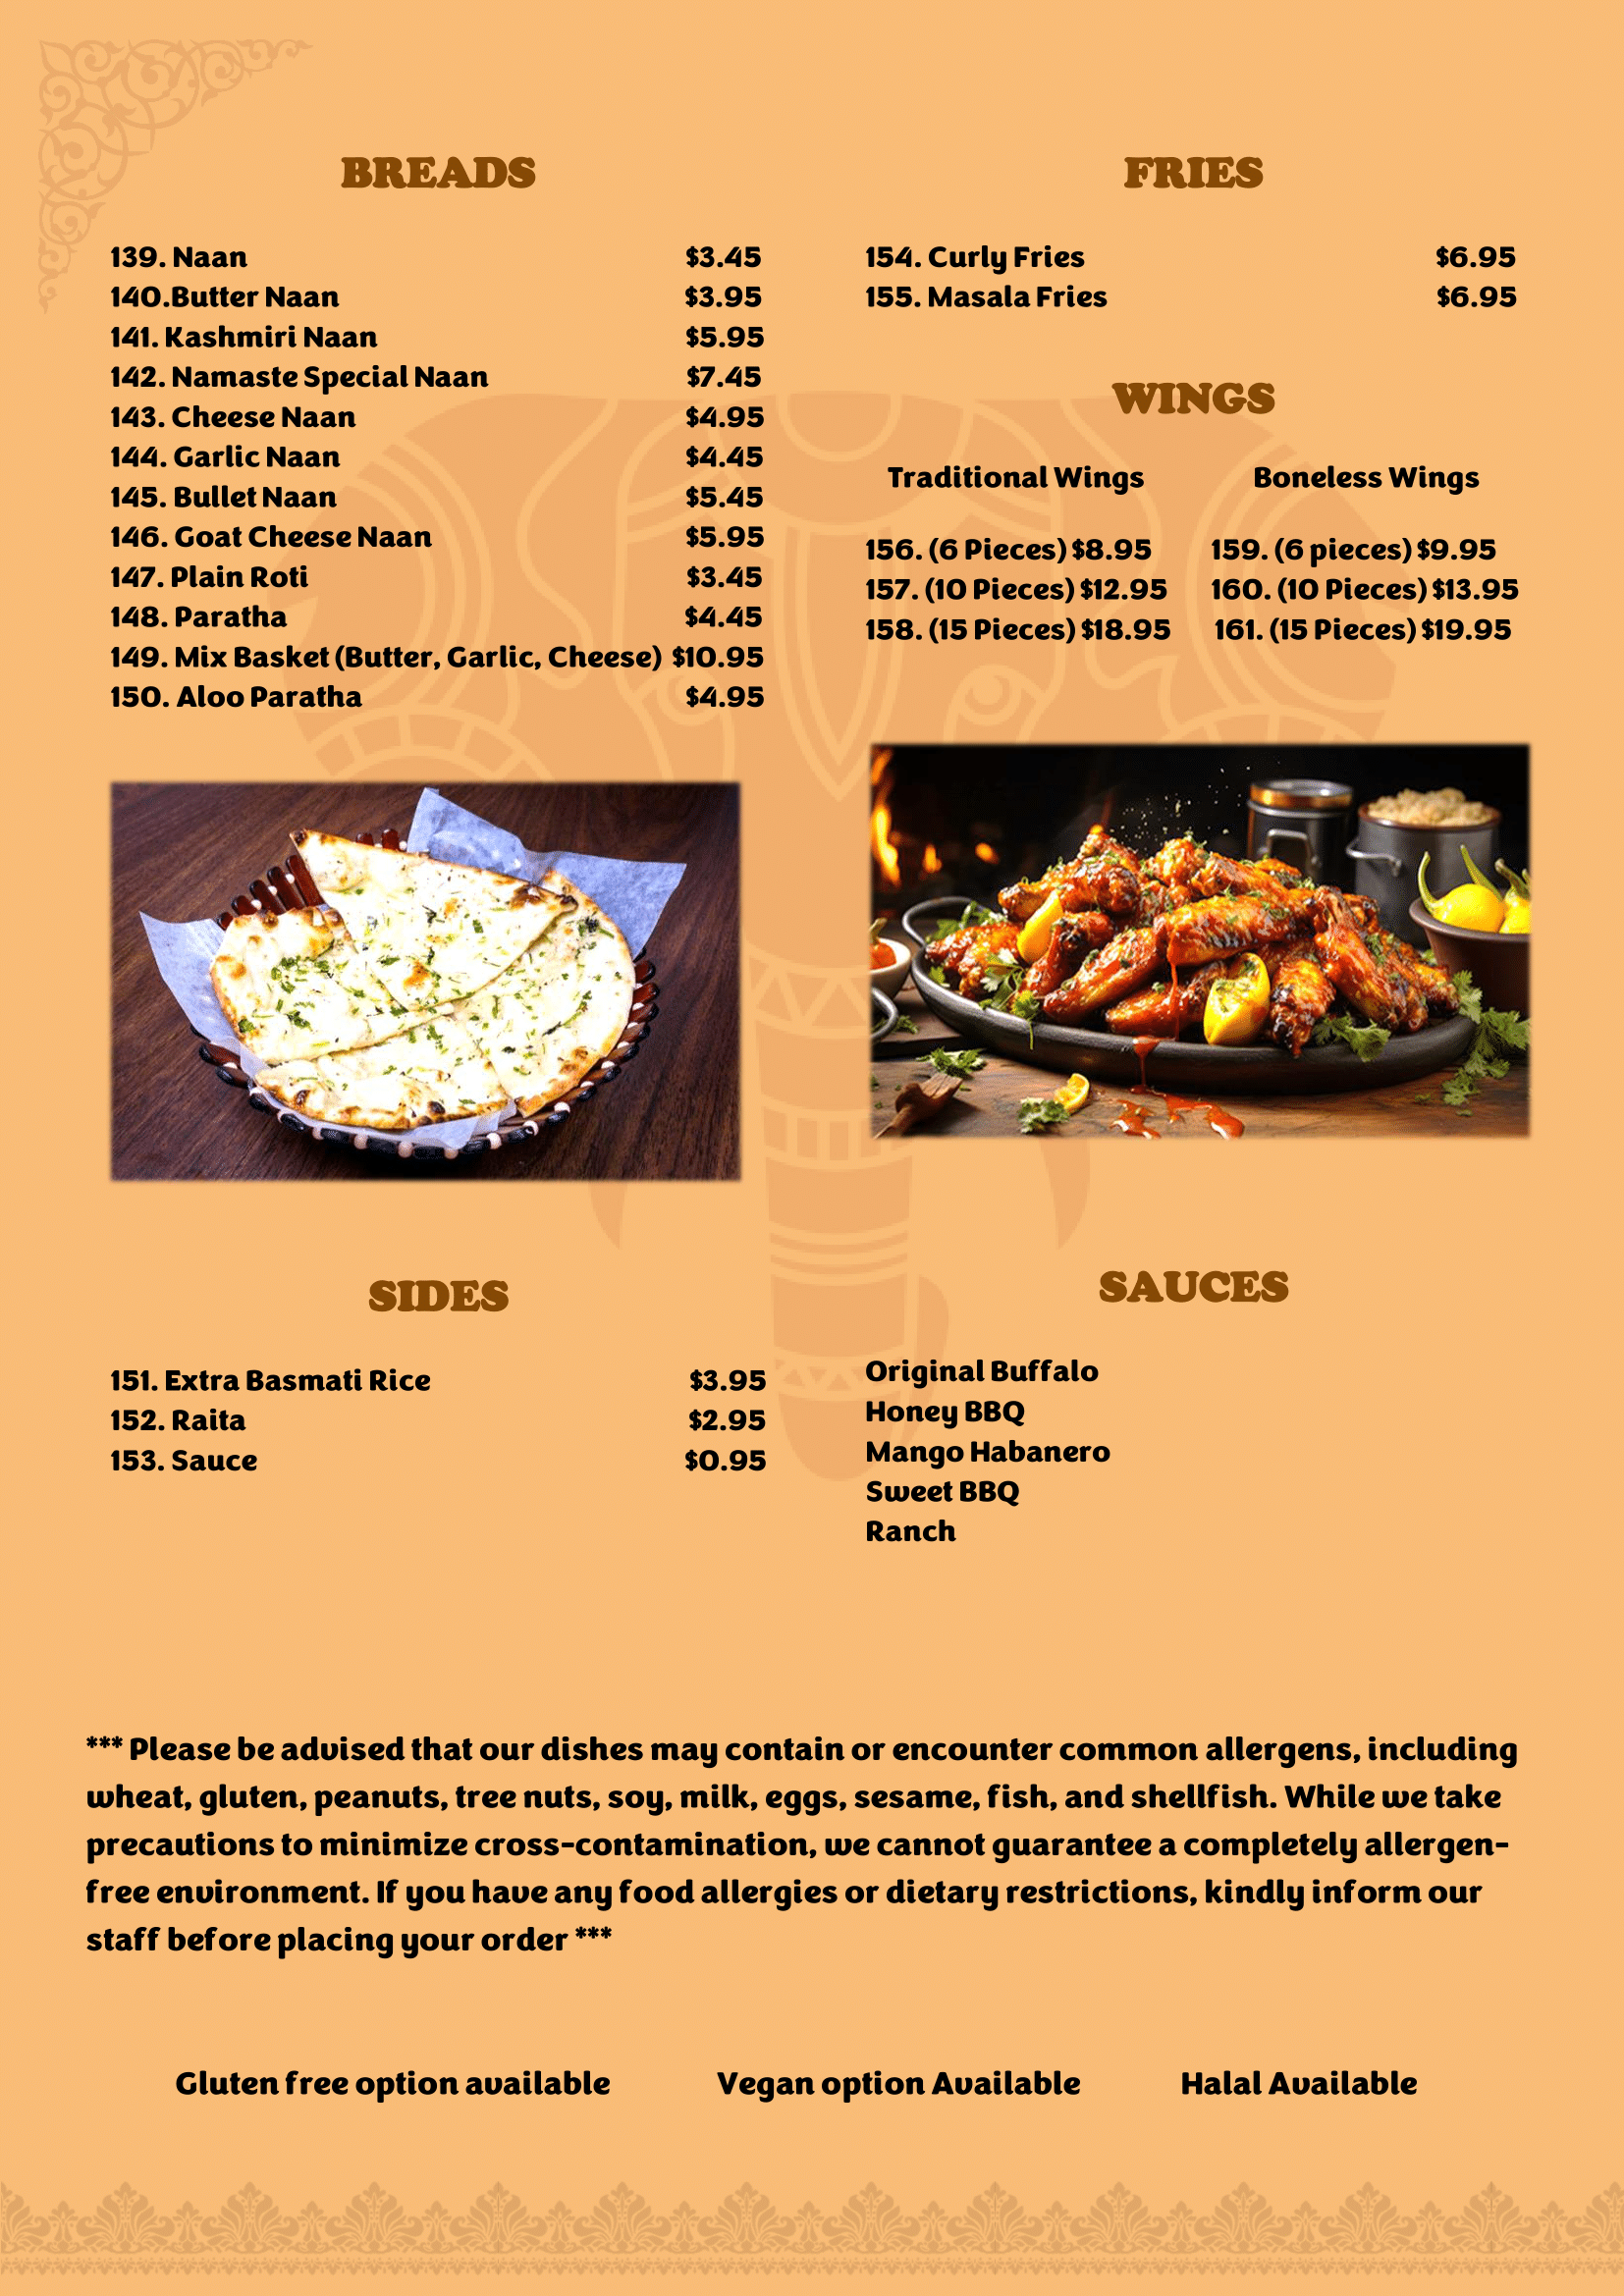 BREADS
139. Naan $3.45
140.Butter Naan $3.95
141. Kashmiri Naan $5.95
142. Namaste Special Naan $7.45
143. Cheese Naan $4.95
144. Garlic Naan $4.45
145. Bullet Naan $5.45
146. Goat Cheese Naan $5.95
147. Plain Roti $3.45
148. Paratha $4.45
149. Mix Basket (Butter, Garlic, Cheese) $10.95
150. Aloo Paratha $4.95
SIDES
151. Extra Basmati Rice $3.95
152. Raita $2.95
153. Sauce $0.95
FRIES
154. Curly Fries $6.95
155. Masala Fries $6.95
WINGS
Traditional Wings Boneless Wings
156. (6 Pieces) $8.95 159. (6 pieces) $9.95
157. (10 Pieces) $12.95 160. (10 Pieces) $13.95
158. (15 Pieces) $18.95 161. (15 Pieces) $19.95
SAUCES
Original Buffalo
Honey BBQ
Mango Habanero
Sweet BBQ
Ranch
*** Please be advised that our dishes may contain or encounter common allergens, including
wheat, gluten, peanuts, tree nuts, soy, milk, eggs, sesame, fish, and shellfish. While we take
precautions to minimize cross-contamination, we cannot guarantee a completely allergen-
free environment. If you have any food allergies or dietary restrictions, kindly inform our
staff before placing your order ***
Gluten free option available Vegan option Available Halal Available